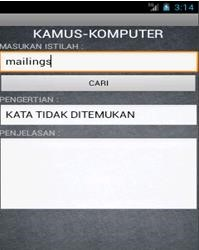 3:14
KAMUS-KOMPUTER
MASUKAN ISTILAH :
mailings
CARI
PENGERTIAN :
KATA TIDAK DITEMUKAN
PENJELASAN :